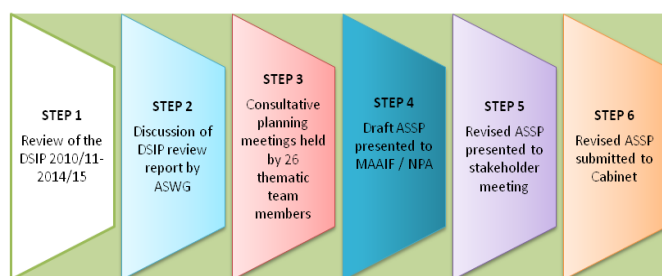 STEP 1
Review of the
DSIP 2010/11-
2014/15
STEP 2
Discussion of
DSIP review
report by
ASWG
STEP 3
Consultative
planning
meetings held
by 26
thematic
team
members
STEP 4
Draft ASSP
presented to
MAAIF / NPA
STEP 5
Revised ASSP
presented to
stakeholder
meeting
STEP 6
Revised ASSP
submitted to
Cabinet